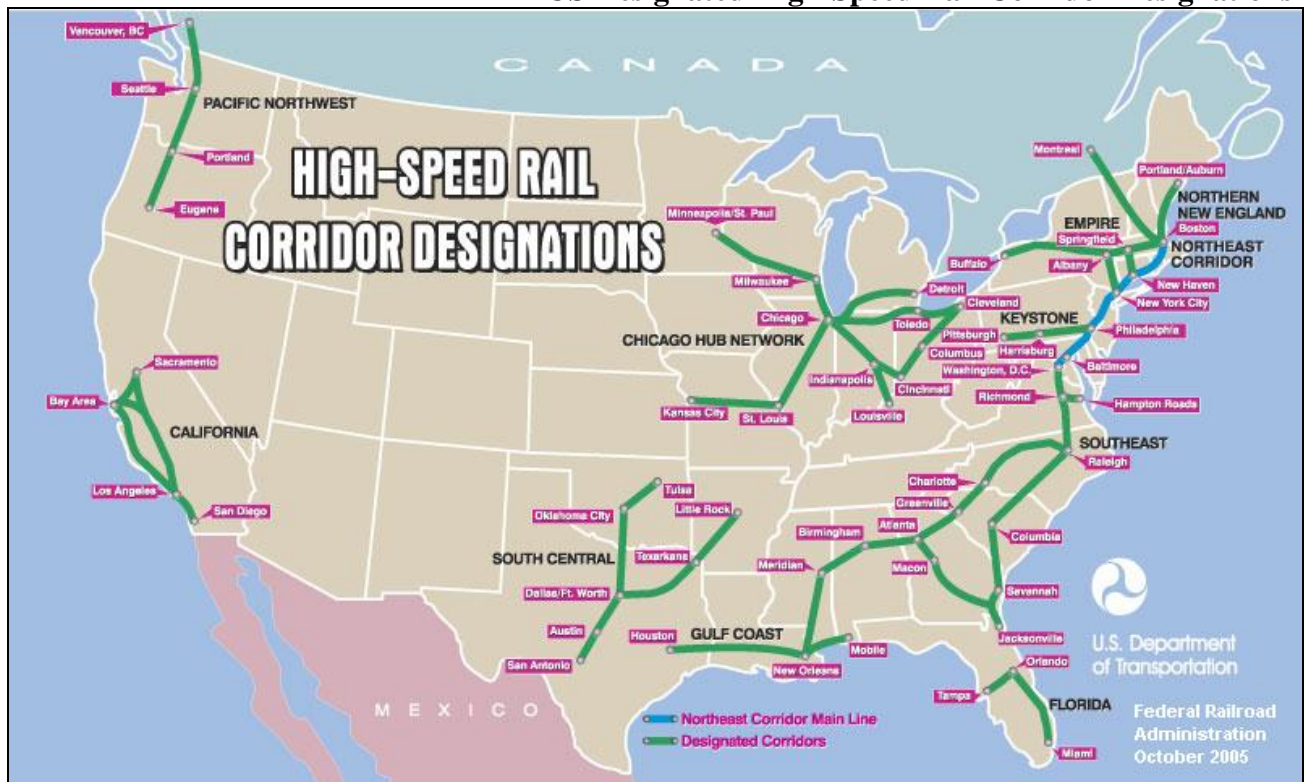 Vancouver, BC
CANADA
Seattle
PACIFIC NORTHWEST
Portland
Eugene
HIGH-SPEED RAIL
CORRIDOR DESIGNATIONS
Montreal
Portland/Auburn
NORTHERN
NEW ENGLAND
Boston
EMPIRE
Springfield
NORTHEAST
CORRIDOR
Buffalo
Albany
New Haven
New York City
Minneapolis/St. Paul
Milwaukee
Detroit
Cleveland
Chicago
Toledo
CHICAGO HUB NETWORK
KEYSTONE
Pittsburgh
Philadelphia
Harrisburg
Columbus
Washington, D.C.
Baltimore
Indianapolis
Cincinnati
Richmond
Hampton Roads
Kansas City
St. Louis
Louisville
Sacramento
Bay Area
CALIFORNIA
Los Angeles
San Diego
SOUTHEAST
Raleigh
Charlotte
Greenville
Tulsa
Oklahoma City
Little Rock
Birmingham
Atlanta
Columbia
SOUTH CENTRAL
Texarkana
Meridian
Macon
Dallas/Ft. Worth
Savannah
Austin
Houston
GULF COAST
Jacksonville
San Antonio
New Orleans
Mobile
Orlando
Tampa
FLORIDA
Miami
MEXICO
Northeast Corridor Main Line
Designated Corridors
U.S. Department
of Transportation
Federal Railroad
Administration
October 2005